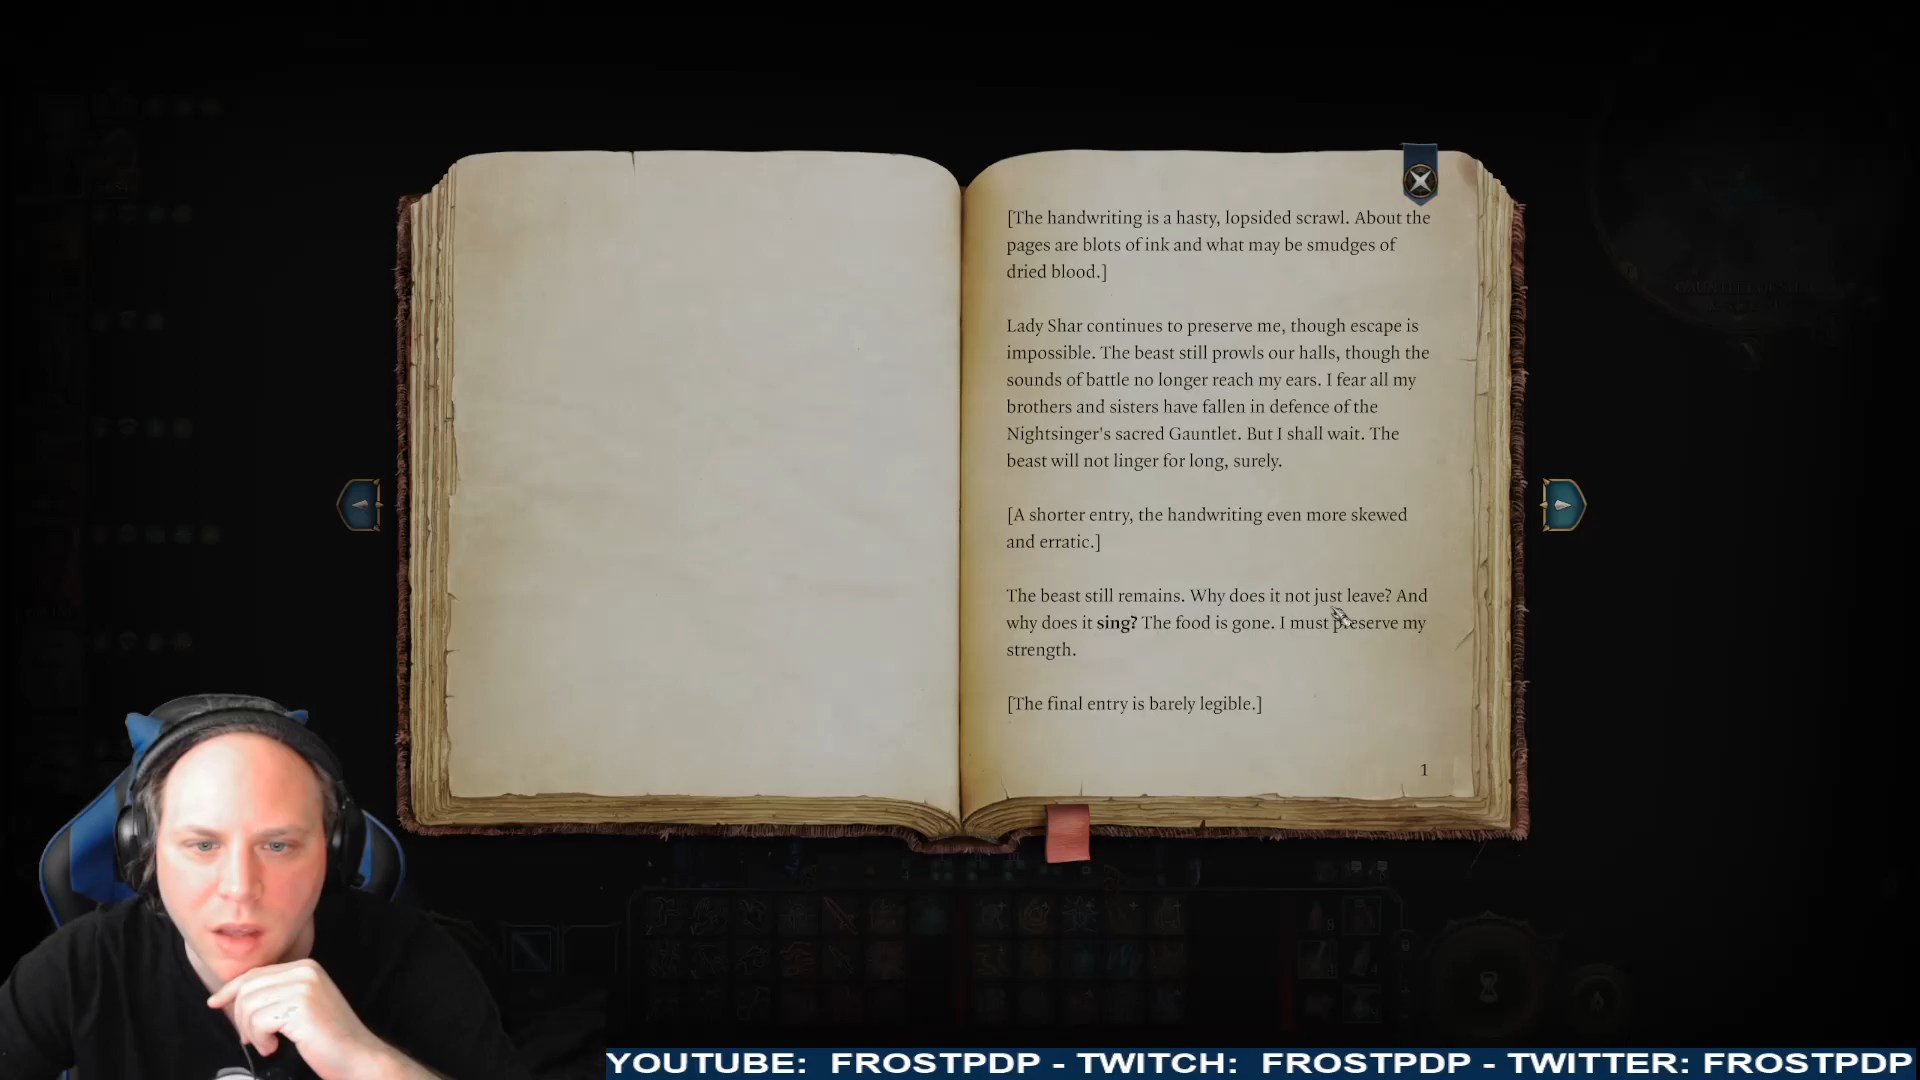 [The handwriting is a hasty, lopsided scrawl. About the
pages are blots of ink and what may be smudges of
dried blood.]
Lady Shar continues to preserve me, though escape is
impossible. The beast still prowls our halls, though the
sounds of battle no longer reach my ears. I fear all my
brothers and sisters have fallen in defence of the
Nightsinger's sacred Gauntlet. But I shall wait. The
beast will not linger for long, surely.
[A shorter entry, the handwriting even more skewed
and erratic.]
The beast still remains. Why does it not just leave? And
why does it sing? The food is gone. I must preserve my
strength.
[The final entry is barely legible.]
1
YOUTUBE: FROSTPDP - TWITCH: FROSTPDP - TWITTER: FROSTPDP